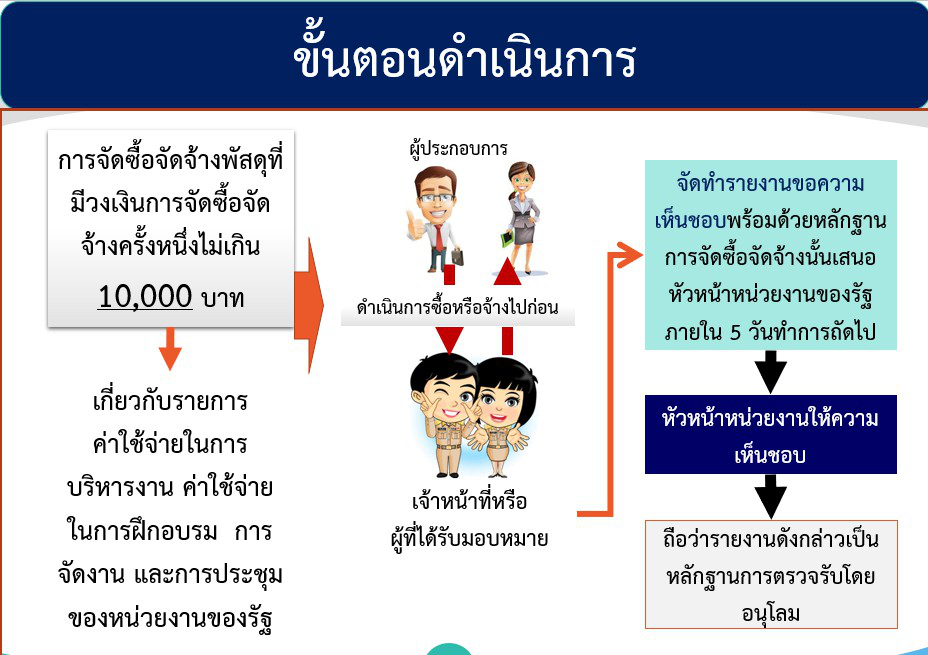 ขั้นตอนดำเนินการ
การจัดซื้อจัดจ้างพัสดุที่
มีวงเงินการจัดซื้อจัด
จ้างครั้งหนึ่งไม่เกิน
10,000 บาท
เกี่ยวกับรายการ
ค่าใช้จ่ายในการ
บริหารงาน ค่าใช้จ่าย
ในการฝึกอบรม การ
จัดงาน และการประชุม
ของหน่วยงานของรัฐ
ผู้ประกอบการ
ดำเนินการซื้อหรือจ้างไปก่อน
เจ้าหน้าที่หรือ
ผู้ที่ได้รับมอบหมาย
จัดทำรายงานขอความ
เห็นชอบพร้อมด้วยหลักฐาน
การจัดซื้อจัดจ้างนั้นเสนอ
หัวหน้าหน่วยงานของรัฐ
ภายใน 5 วันทำการถัดไป
หัวหน้าหน่วยงานให้ความ
เห็นชอบ
ถือว่ารายงานดังกล่าวเป็น
หลักฐานการตรวจรับโดย
อนุโลม